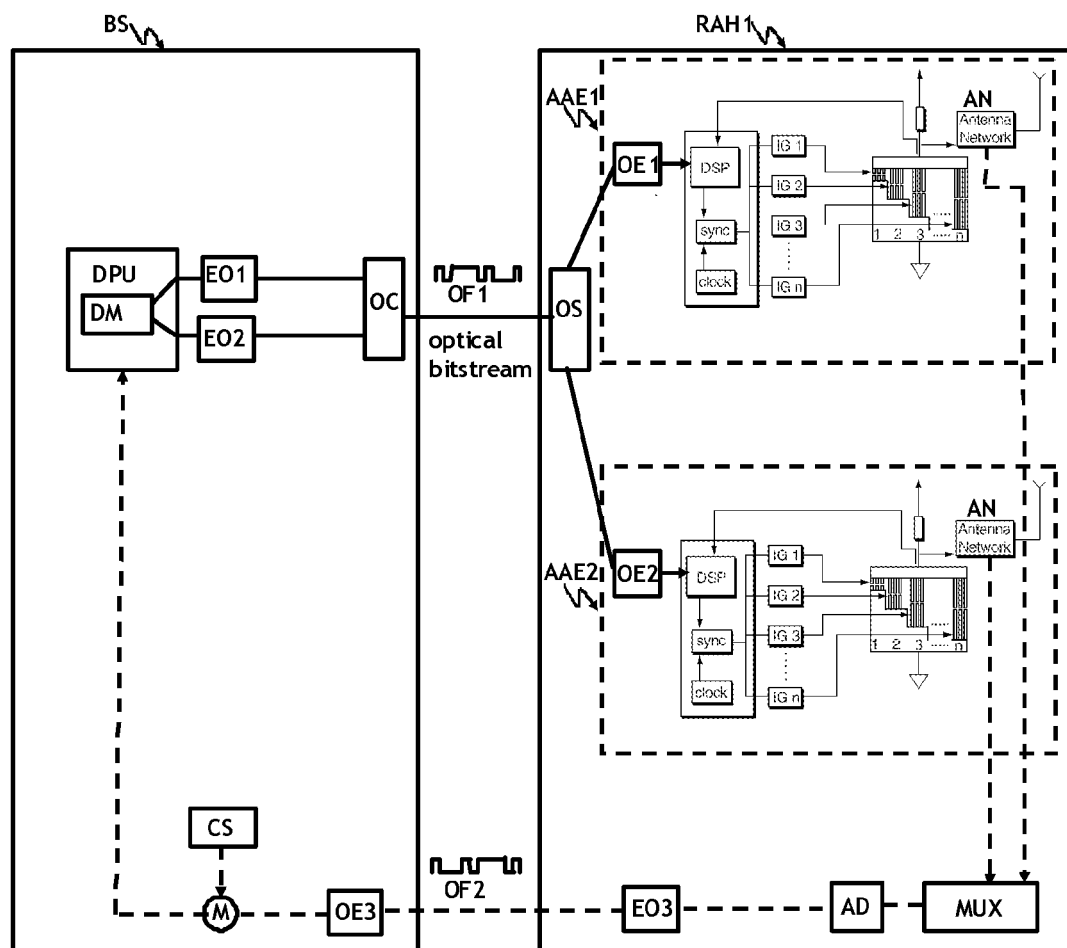 BS
RAH1
AAE1
AN
Antenna
Network
OE1
DSP
sync
clock
IG 1
IG 2
IG 3
IG n
1 2 3 n
DPU
DM
EO1
EO2
OC
OF1
optical
bitstream
OS
AAE2
AN
Antenna
Network
OE2
DSP
sync
clock
IG 1
IG 2
IG 3
IG n
1 2 3 n
CS
M
OE3
OF2
EO3
AD
MUX